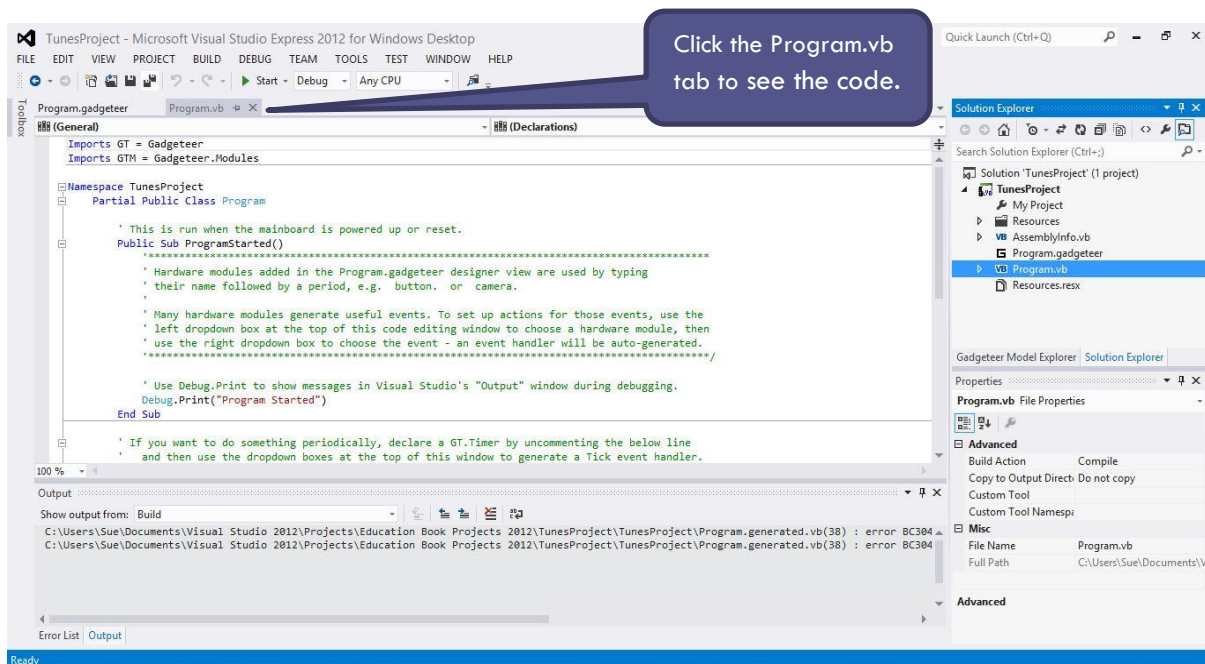 TunesProject - Microsoft Visual Studio Express 2012 for Windows Desktop
Quick Launch (Ctrl+Q)
FILE EDIT VIEW PROJECT BUILD DEBUG TEAM TOOLS TEST WINDOW HELP
Start Debug Any CPU
Click the Program.vb
tab to see the code.
Toolbox
Program.gadgeteer Program.vb
(General) (Declarations)
Imports GT = Gadgeteer
Imports GTM = Gadgeteer.Modules
Namespace TunesProject
Partial Public Class Program
' This is run when the mainboard is powered up or reset.
Public Sub ProgramStarted()
'*******************************************************************************************
' Hardware modules added in the Program.gadgeteer designer view are used by typing
' their name followed by a period, e.g. button. or camera.
'
' Many hardware modules generate useful events. To set up actions for those events, use the
' left dropdown box at the top of this code editing window to choose a hardware module, then
' use the right dropdown box to choose the event - an event handler will be auto-generated.
'*******************************************************************************************/
' Use Debug.Print to show messages in Visual Studio's "Output" window during debugging.
Debug.Print("Program Started")
End Sub
' If you want to do something periodically, declare a GT.Timer by uncommenting the below line
' and then use the dropdown boxes at the top of this window to generate a Tick event handler.
100 %
Output
Show output from: Build
C:\Users\Sue\Documents\Visual Studio 2012\Projects\Education Book Projects 2012\TunesProject\TunesProject\Program.generated.vb(38) : error BC304
C:\Users\Sue\Documents\Visual Studio 2012\Projects\Education Book Projects 2012\TunesProject\TunesProject\Program.generated.vb(38) : error BC304
Error List Output
Ready
Solution Explorer
Search Solution Explorer (Ctrl+;)
Solution 'TunesProject' (1 project)
TunesProject
My Project
Resources
VB AssemblyInfo.vb
Program.gadgeteer
VB Program.vb
Resources.resx
Gadgeteer Model Explorer Solution Explorer
Properties
Program.vb File Properties
Advanced
Build Action Compile
Copy to Output Direct Do not copy
Custom Tool
Custom Tool Namespa
Misc
File Name Program.vb
Full Path C:\Users\Sue\Documents\V
Advanced